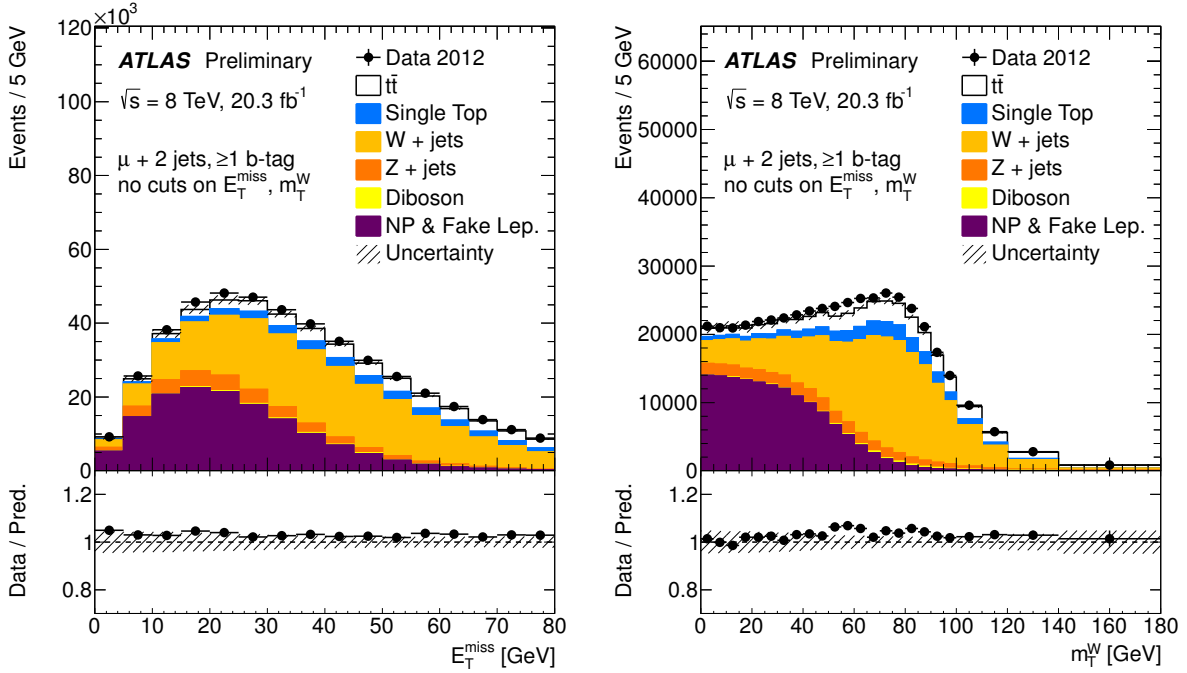 ×10³
Events / 5 GeV
120
100
80
60
40
20
0
ATLAS Preliminary
√s = 8 TeV, 20.3 fb⁻¹
μ + 2 jets, ≥1 b-tag
no cuts on E_T^miss, m_T^W
Data 2012
tt̄
Single Top
W + jets
Z + jets
Diboson
NP & Fake Lep.
Uncertainty
Data / Pred.
1.2
1
0.8
0 10 20 30 40 50 60 70 80
E_T^miss [GeV]
Events / 5 GeV
60000
50000
40000
30000
20000
10000
0
ATLAS Preliminary
√s = 8 TeV, 20.3 fb⁻¹
μ + 2 jets, ≥1 b-tag
no cuts on E_T^miss, m_T^W
Data 2012
tt̄
Single Top
W + jets
Z + jets
Diboson
NP & Fake Lep.
Uncertainty
Data / Pred.
1.2
1
0.8
0 20 40 60 80 100 120 140 160 180
m_T^W [GeV]